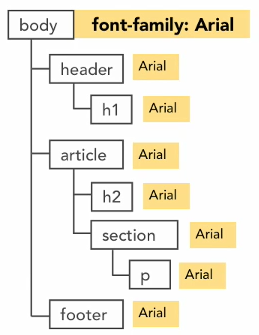 body font-family: Arial
header Arial
h1 Arial
article Arial
h2 Arial
section Arial
p Arial
footer Arial